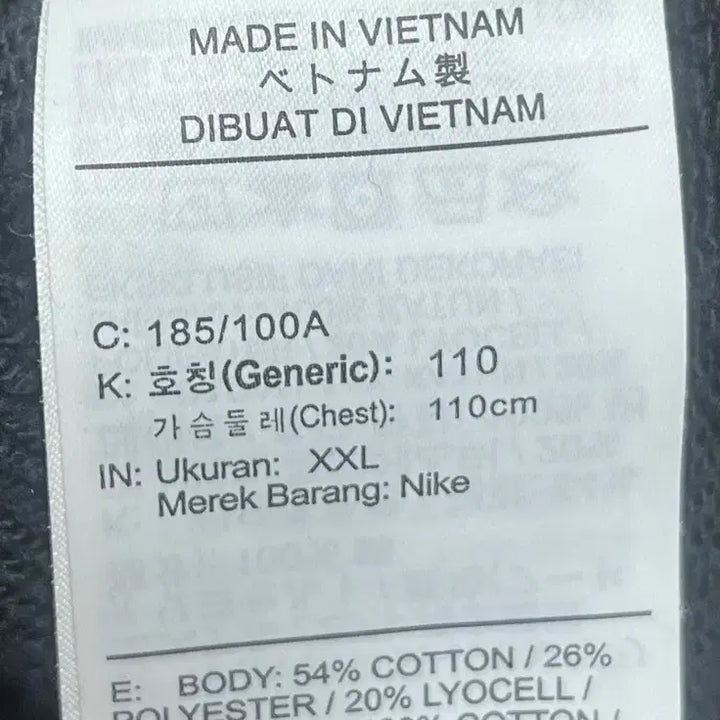 MADE IN VIETNAM
ベトナム製
DIBUAT DI VIETNAM
C: 185/100A
K: 호칭(Generic): 110
가슴둘레(Chest): 110cm
IN: Ukuran: XXL
Merek Barang: Nike
E: BODY: 54% COTTON / 26%
POLYESTER / 20% LYOCELL /
COTTON /